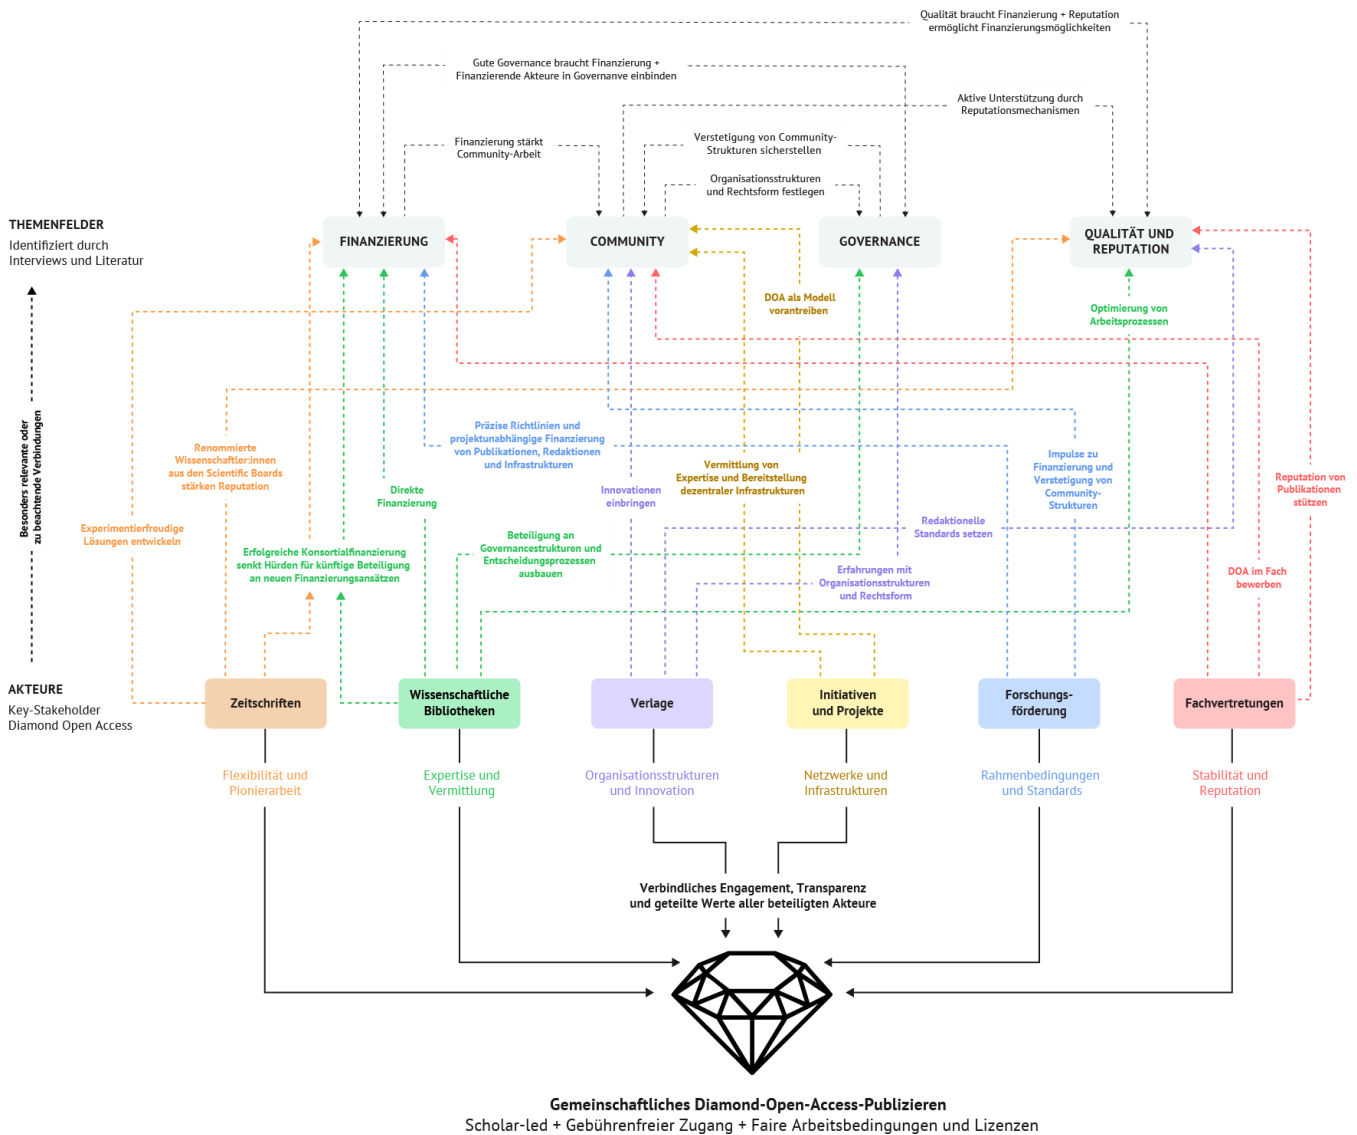 Qualität braucht Finanzierung + Reputation
ermöglicht Finanzierungsmöglichkeiten
Gute Governance braucht Finanzierung +
Finanzierende Akteure in Governanve einbinden
Aktive Unterstützung durch
Reputationsmechanismen
Finanzierung stärkt
Community-Arbeit
Verstetigung von Community-
Strukturen sicherstellen
Organisationsstrukturen
und Rechtsform festlegen
THEMENFELDER
Identifiziert durch
Interviews und Literatur
FINANZIERUNG
COMMUNITY
GOVERNANCE
QUALITÄT UND
REPUTATION
DOA als Modell
vorantreiben
Optimierung von
Arbeitsprozessen
Besonders relevante oder
zu beachtende Verbindungen
Renommierte
Wissenschaftler:innen
aus den Scientific Boards
stärken Reputation
Präzise Richtlinien und
projektunabhängige Finanzierung
von Publikationen, Redaktionen
und Infrastrukturen
Vermittlung von
Expertise und Bereitstellung
dezentraler Infrastrukturen
Impulse zu
Finanzierung und
Verstetigung von
Community-
Strukturen
Reputation von
Publikationen
stützen
Direkte
Finanzierung
Innovationen
einbringen
Experimentierfreudige
Lösungen entwickeln
Redaktionelle
Standards setzen
Erfolgreiche Konsortialfinanzierung
senkt Hürden für künftige Beteiligung
an neuen Finanzierungsansätzen
Beteiligung an
Governancestrukturen und
Entscheidungsprozessen
ausbauen
Erfahrungen mit
Organisationsstrukturen
und Rechtsform
DOA im Fach
bewerben
AKTEURE
Key-Stakeholder
Diamond Open Access
Zeitschriften
Wissenschaftliche
Bibliotheken
Verlage
Initiativen
und Projekte
Forschungs-
förderung
Fachvertretungen
Flexibilität und
Pionierarbeit
Expertise und
Vermittlung
Organisationsstrukturen
und Innovation
Netzwerke und
Infrastrukturen
Rahmenbedingungen
und Standards
Stabilität und
Reputation
Verbindliches Engagement, Transparenz
und geteilte Werte aller beteiligten Akteure
Gemeinschaftliches Diamond-Open-Access-Publizieren
Scholar-led + Gebührenfreier Zugang + Faire Arbeitsbedingungen und Lizenzen